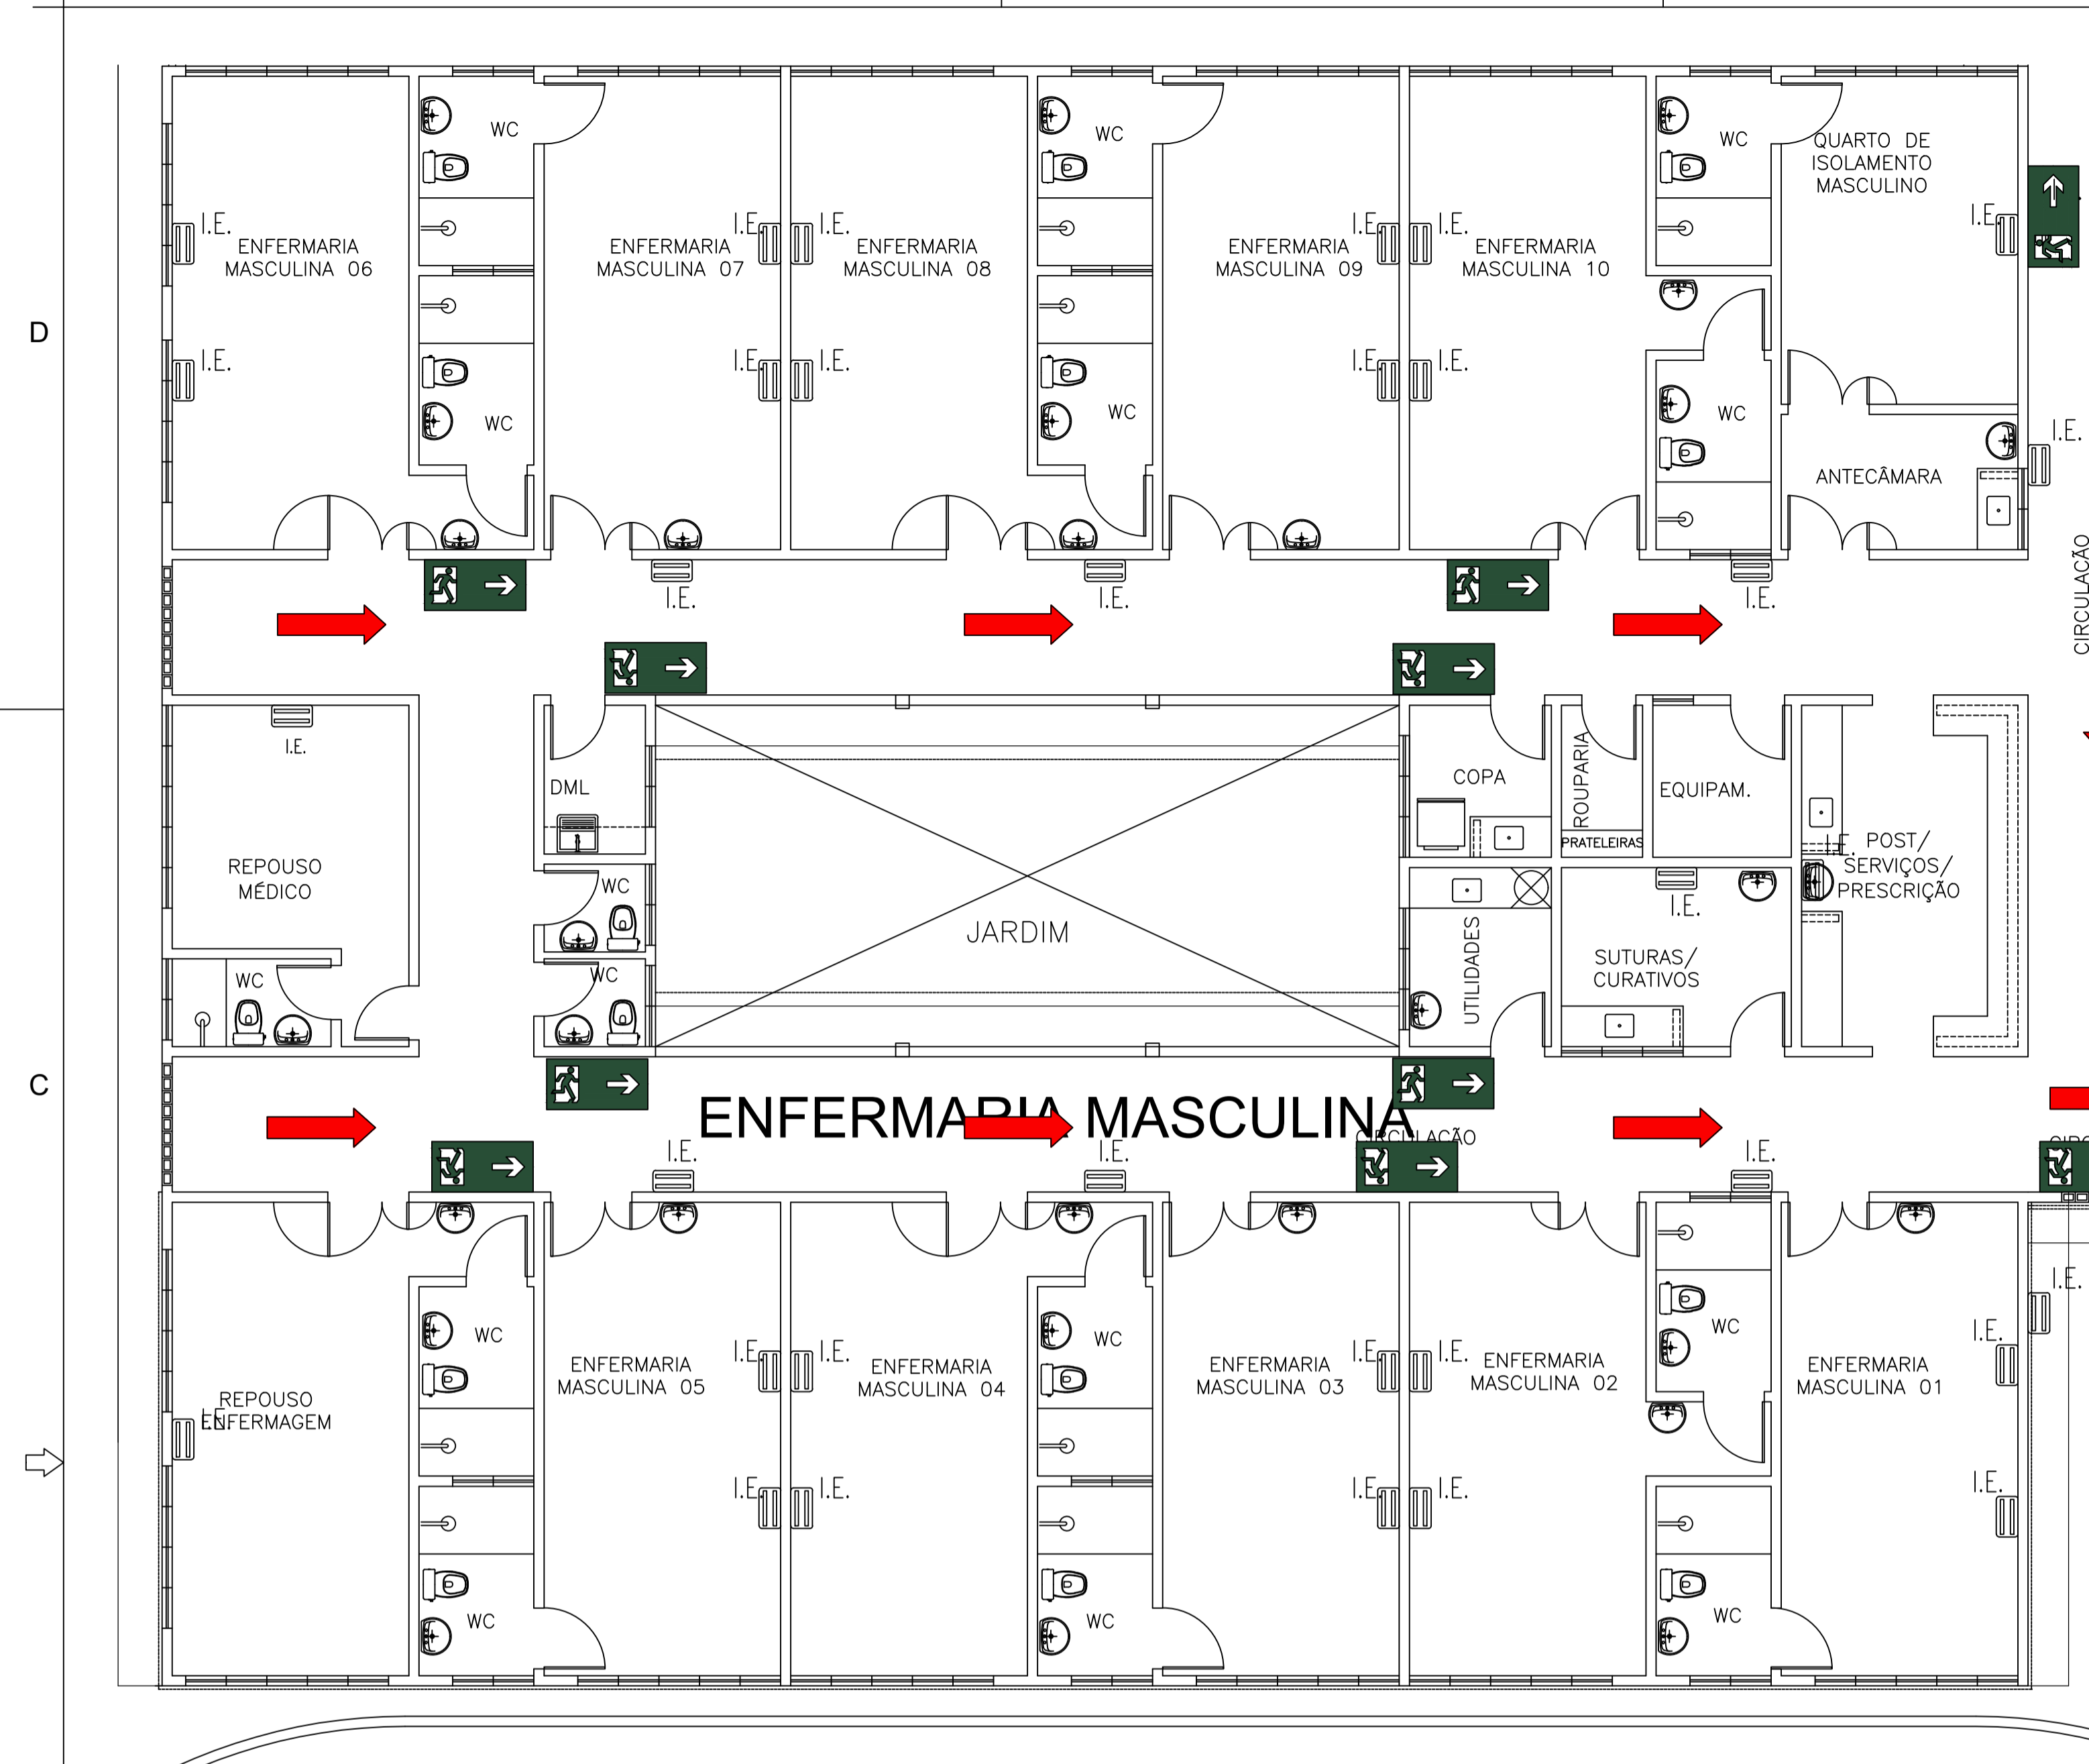 WC
WC
WC
QUARTO DE
ISOLAMENTO
MASCULINO
I.E.
ENFERMARIA
MASCULINA 06
I.E.
ENFERMARIA
MASCULINA 07
I.E.
ENFERMARIA
MASCULINA 08
I.E.
ENFERMARIA
MASCULINA 09
I.E.
ENFERMARIA
MASCULINA 10
I.E.
D
I.E.
I.E.
I.E.
I.E.
I.E.
WC
WC
WC
I.E.
ANTECÂMARA
I.E.
I.E.
I.E.
CIRCULAÇÃO
I.E.
REPOUSO
MÉDICO
DML
COPA
ROUPARIA
PRATELEIRAS
EQUIPAM.
I.E.
POST/
SERVIÇOS/
PRESCRIÇÃO
WC
WC
WC
JARDIM
UTILIDADES
I.E.
SUTURAS/
CURATIVOS
C
ENFERMARIA MASCULINA
CIRCULAÇÃO
I.E.
I.E.
I.E.
I.E.
WC
WC
WC
I.E.
REPOUSO
ENFERMAGEM
I.E.
ENFERMARIA
MASCULINA 05
I.E.
I.E.
ENFERMARIA
MASCULINA 04
ENFERMARIA
MASCULINA 03
I.E.
I.E.
ENFERMARIA
MASCULINA 02
ENFERMARIA
MASCULINA 01
I.E.
I.E.
I.E.
I.E.
I.E.
WC
WC
WC